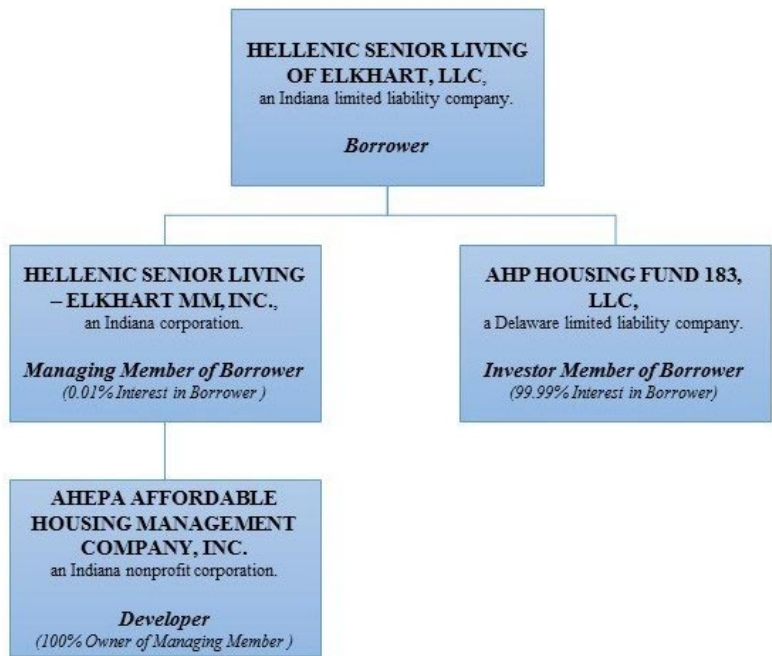 HELLENIC SENIOR LIVING
OF ELKHART, LLC,
an Indiana limited liability company.
Borrower
HELLENIC SENIOR LIVING
– ELKHART MM, INC.,
an Indiana corporation.
Managing Member of Borrower
(0.01% Interest in Borrower )
AHP HOUSING FUND 183,
LLC,
a Delaware limited liability company.
Investor Member of Borrower
(99.99% Interest in Borrower)
AHEPA AFFORDABLE
HOUSING MANAGEMENT
COMPANY, INC.
an Indiana nonprofit corporation.
Developer
(100% Owner of Managing Member )